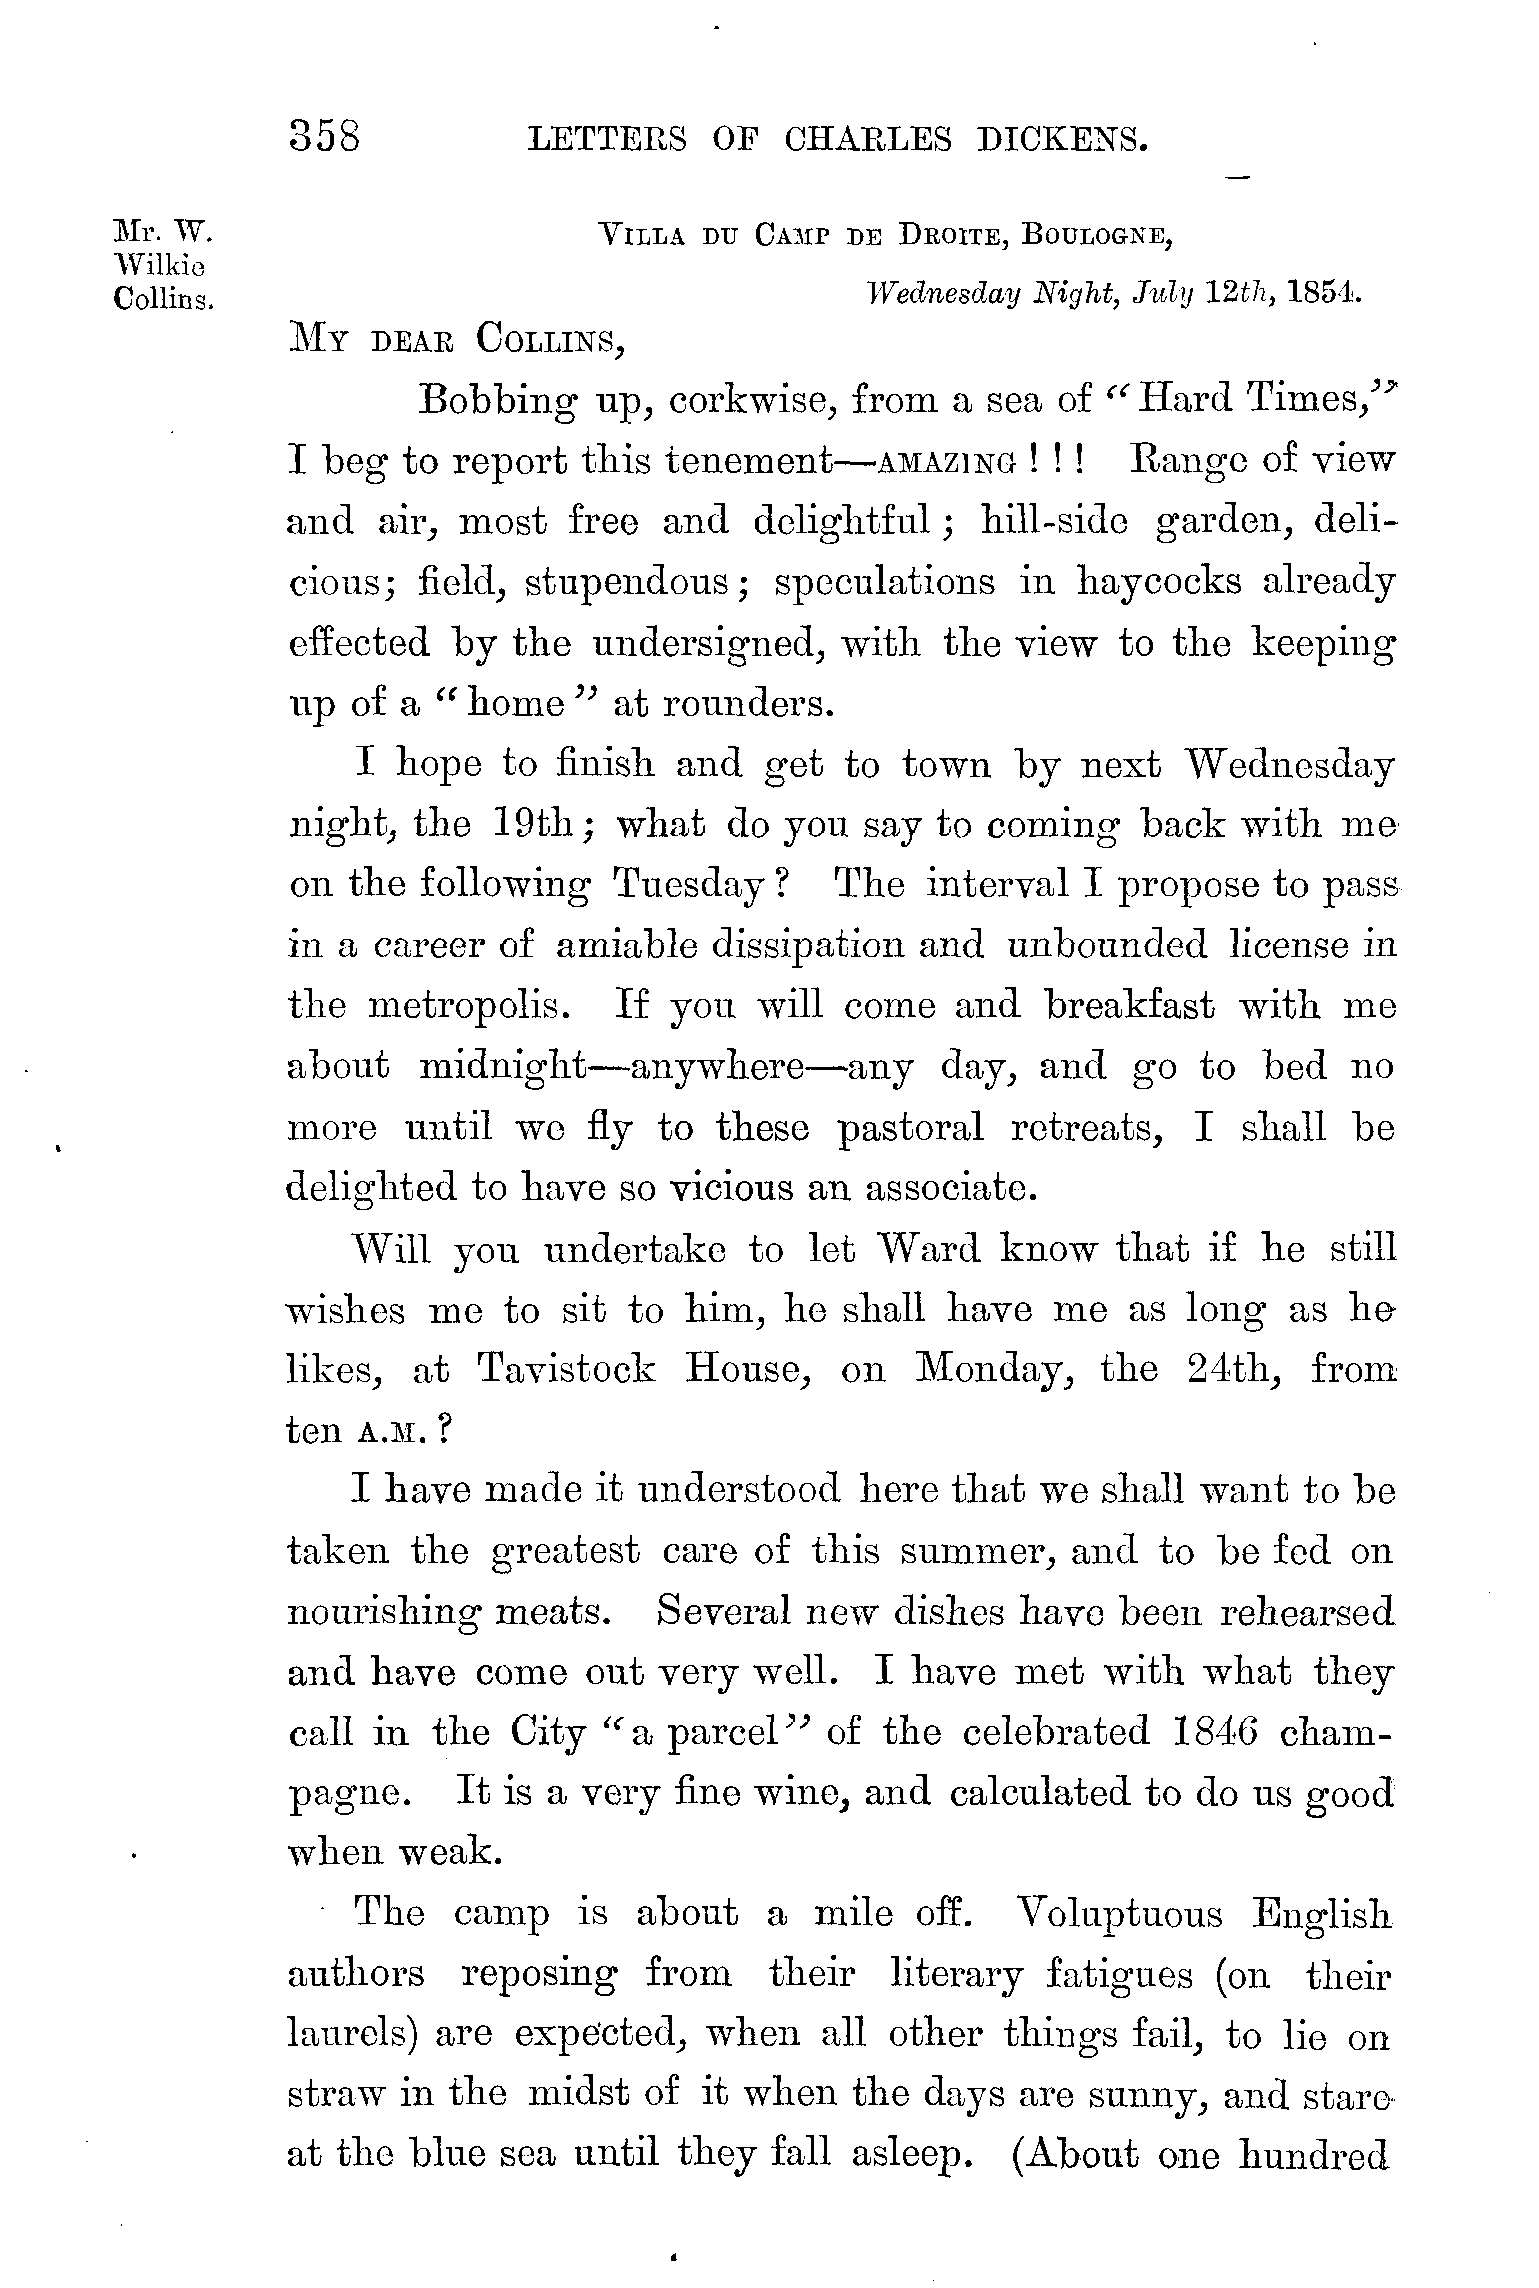 358 LETTERS OF CHARLES DICKENS.
Mr. W.
Wilkie
Collins.
VILLA DU CAMP DE DROITE, BOULOGNE,
Wednesday Night, July 12th, 1854.
MY DEAR COLLINS,
Bobbing up, corkwise, from a sea of “Hard Times,”
I beg to report this tenement—AMAZING ! ! ! Range of view
and air, most free and delightful ; hill-side garden, deli-
cious; field, stupendous ; speculations in haycocks already
effected by the undersigned, with the view to the keeping
up of a “home” at rounders.
I hope to finish and get to town by next Wednesday
night, the 19th ; what do you say to coming back with me
on the following Tuesday ? The interval I propose to pass
in a career of amiable dissipation and unbounded license in
the metropolis. If you will come and breakfast with me
about midnight—anywhere—any day, and go to bed no
more until we fly to these pastoral retreats, I shall be
delighted to have so vicious an associate.
Will you undertake to let Ward know that if he still
wishes me to sit to him, he shall have me as long as he
likes, at Tavistock House, on Monday, the 24th, from
ten A.M. ?
I have made it understood here that we shall want to be
taken the greatest care of this summer, and to be fed on
nourishing meats. Several new dishes have been rehearsed
and have come out very well. I have met with what they
call in the City “a parcel” of the celebrated 1846 cham-
pagne. It is a very fine wine, and calculated to do us good
when weak.
The camp is about a mile off. Voluptuous English
authors reposing from their literary fatigues (on their
laurels) are expected, when all other things fail, to lie on
straw in the midst of it when the days are sunny, and stare
at the blue sea until they fall asleep. (About one hundred